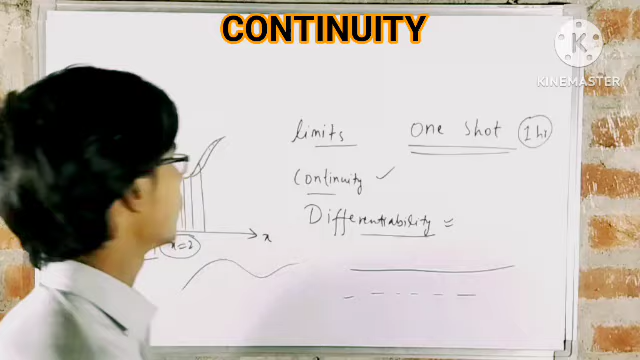 CONTINUITY
KINEMASTER
limits one shot 1 hr
Continuity ✓
Differentiability =
x
x=2